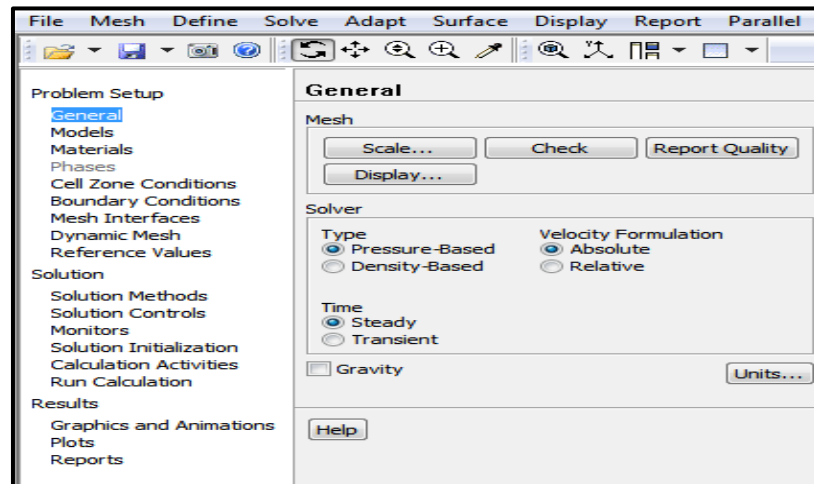 File Mesh Define Solve Adapt Surface Display Report Parallel
Problem Setup
General
Models
Materials
Phases
Cell Zone Conditions
Boundary Conditions
Mesh Interfaces
Dynamic Mesh
Reference Values
Solution
Solution Methods
Solution Controls
Monitors
Solution Initialization
Calculation Activities
Run Calculation
Results
Graphics and Animations
Plots
Reports
General
Mesh
Scale... Check Report Quality
Display...
Solver
Type Velocity Formulation
Pressure-Based Absolute
Density-Based Relative
Time
Steady
Transient
Gravity Units...
Help